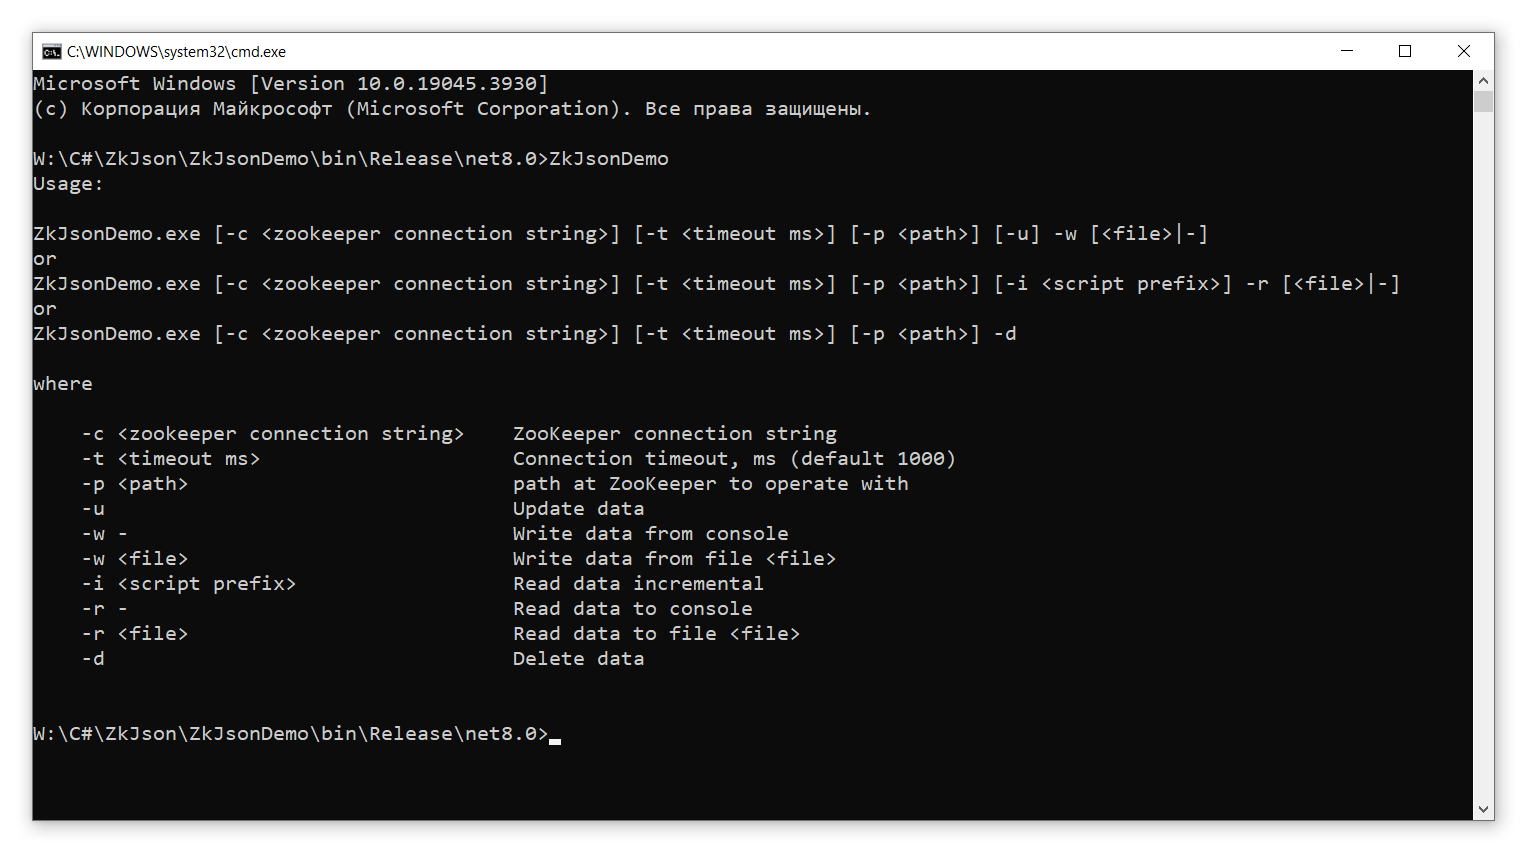 C:\WINDOWS\system32\cmd.exe
Microsoft Windows [Version 10.0.19045.3930]
(c) Корпорация Майкрософт (Microsoft Corporation). Все права защищены.
W:\C#\ZkJson\ZkJsonDemo\bin\Release\net8.0>ZkJsonDemo
Usage:
ZkJsonDemo.exe [-c <zookeeper connection string>] [-t <timeout ms>] [-p <path>] [-u] -w [<file>|-]
or
ZkJsonDemo.exe [-c <zookeeper connection string>] [-t <timeout ms>] [-p <path>] [-i <script prefix>] -r [<file>|-]
or
ZkJsonDemo.exe [-c <zookeeper connection string>] [-t <timeout ms>] [-p <path>] -d
where
-c <zookeeper connection string>    ZooKeeper connection string
-t <timeout ms>                     Connection timeout, ms (default 1000)
-p <path>                           path at ZooKeeper to operate with
-u                                  Update data
-w -                                Write data from console
-w <file>                           Write data from file <file>
-i <script prefix>                  Read data incremental
-r -                                Read data to console
-r <file>                           Read data to file <file>
-d                                  Delete data
W:\C#\ZkJson\ZkJsonDemo\bin\Release\net8.0>